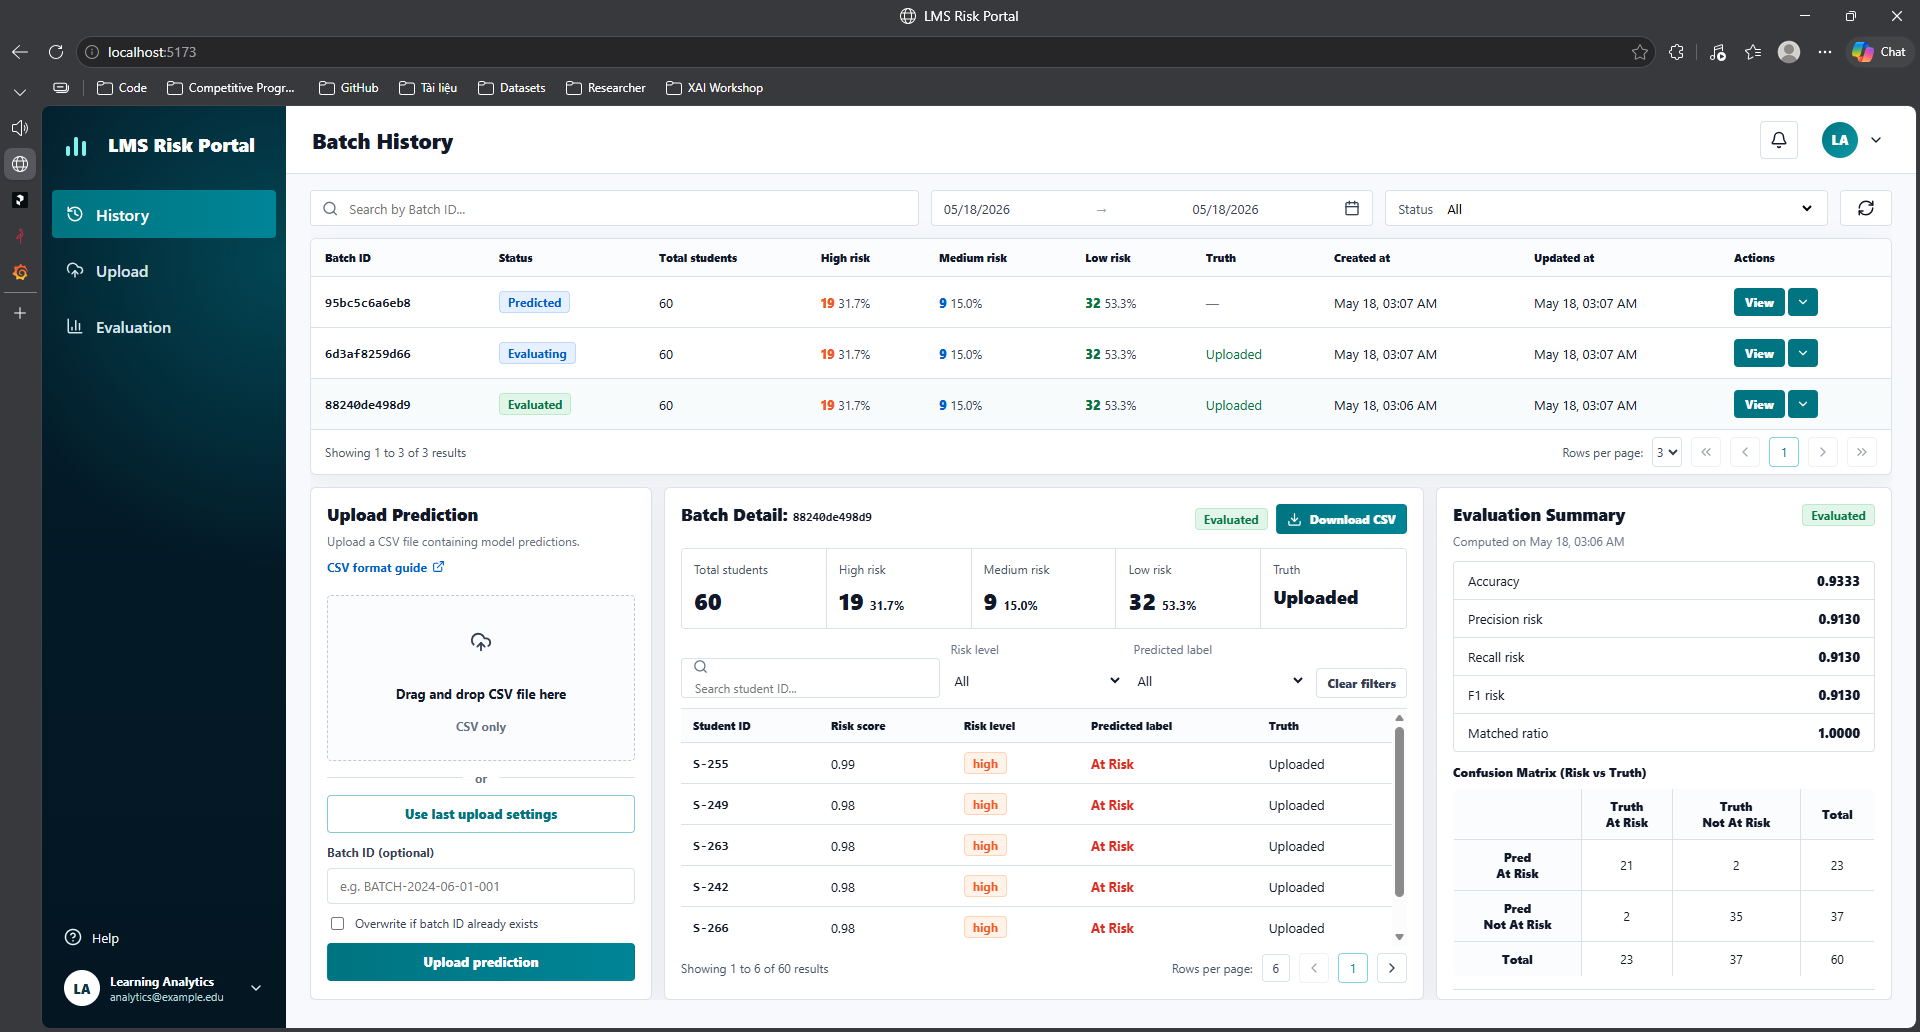 LMS Risk Portal
localhost:5173
Chat
Code
Competitive Progr...
GitHub
Tài liệu
Datasets
Researcher
XAI Workshop
LMS Risk Portal
History
Upload
Evaluation
Help
LA
Learning Analytics
analytics@example.edu
Batch History
LA
Search by Batch ID...
05/18/2026 → 05/18/2026
Status All
Batch ID Status Total students High risk Medium risk Low risk Truth Created at Updated at Actions
95bc5c6a6eb8 Predicted 60 19 31.7% 9 15.0% 32 53.3% — May 18, 03:07 AM May 18, 03:07 AM View
6d3af8259d66 Evaluating 60 19 31.7% 9 15.0% 32 53.3% Uploaded May 18, 03:07 AM May 18, 03:07 AM View
88240de498d9 Evaluated 60 19 31.7% 9 15.0% 32 53.3% Uploaded May 18, 03:06 AM May 18, 03:07 AM View
Showing 1 to 3 of 3 results
Rows per page: 3
1
Upload Prediction
Upload a CSV file containing model predictions.
CSV format guide
Drag and drop CSV file here
CSV only
or
Use last upload settings
Batch ID (optional)
e.g. BATCH-2024-06-01-001
Overwrite if batch ID already exists
Upload prediction
Batch Detail: 88240de498d9
Evaluated
Download CSV
Total students High risk Medium risk Low risk Truth
60 19 31.7% 9 15.0% 32 53.3% Uploaded
Search student ID...
Risk level
All
Predicted label
All
Clear filters
Student ID Risk score Risk level Predicted label Truth
S-255 0.99 high At Risk Uploaded
S-249 0.98 high At Risk Uploaded
S-263 0.98 high At Risk Uploaded
S-242 0.98 high At Risk Uploaded
S-266 0.98 high At Risk Uploaded
Showing 1 to 6 of 60 results
Rows per page: 6
1
Evaluation Summary
Evaluated
Computed on May 18, 03:06 AM
Accuracy 0.9333
Precision risk 0.9130
Recall risk 0.9130
F1 risk 0.9130
Matched ratio 1.0000
Confusion Matrix (Risk vs Truth)
Truth At Risk
Truth Not At Risk
Total
Pred At Risk 21 2 23
Pred Not At Risk 2 35 37
Total 23 37 60